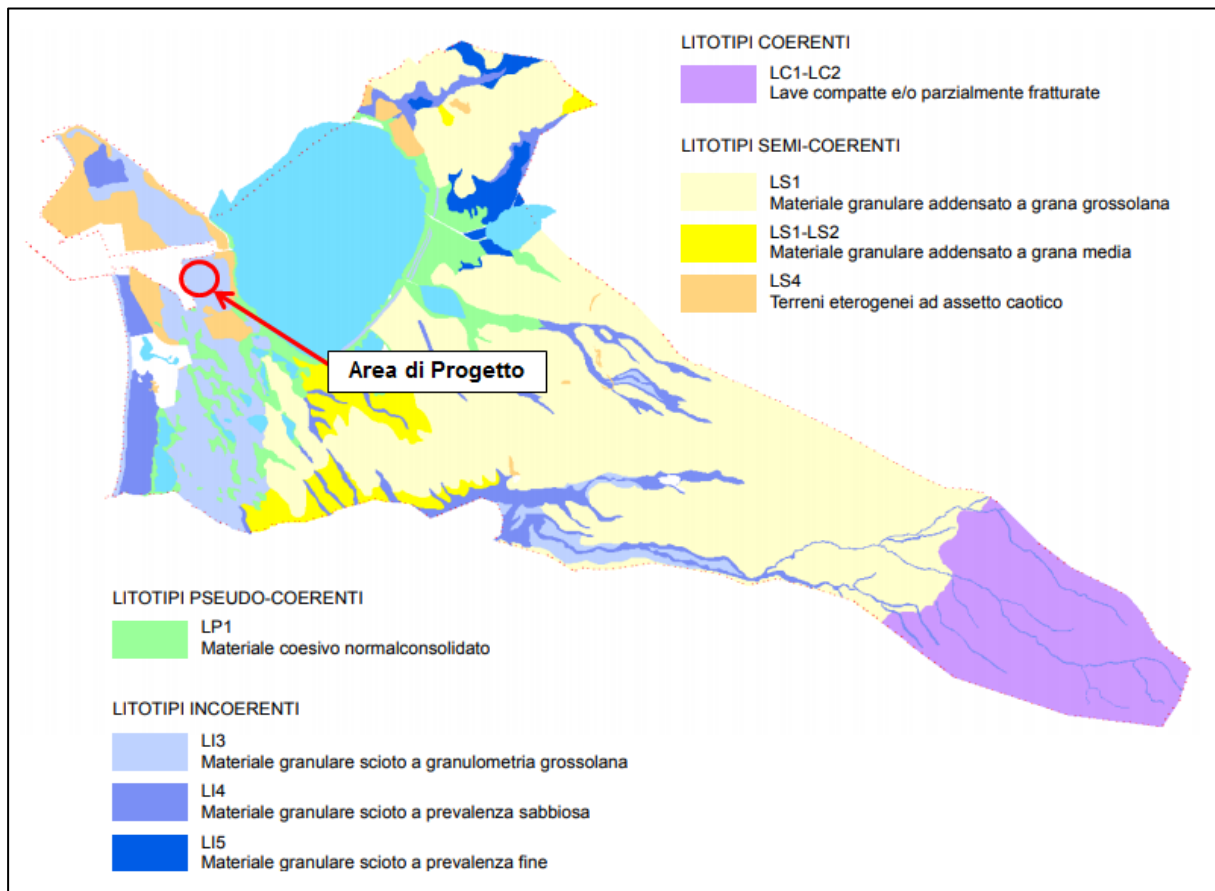 LITOTIPI COERENTI
LC1-LC2
Lave compatte e/o parzialmente fratturate
LITOTIPI SEMI-COERENTI
LS1
Materiale granulare addensato a grana grossolana
LS1-LS2
Materiale granulare addensato a grana media
LS4
Terreni eterogenei ad assetto caotico
Area di Progetto
LITOTIPI PSEUDO-COERENTI
LP1
Materiale coesivo normalconsolidato
LITOTIPI INCOERENTI
LI3
Materiale granulare scioto a granulometria grossolana
LI4
Materiale granulare scioto a prevalenza sabbiosa
LI5
Materiale granulare scioto a prevalenza fine